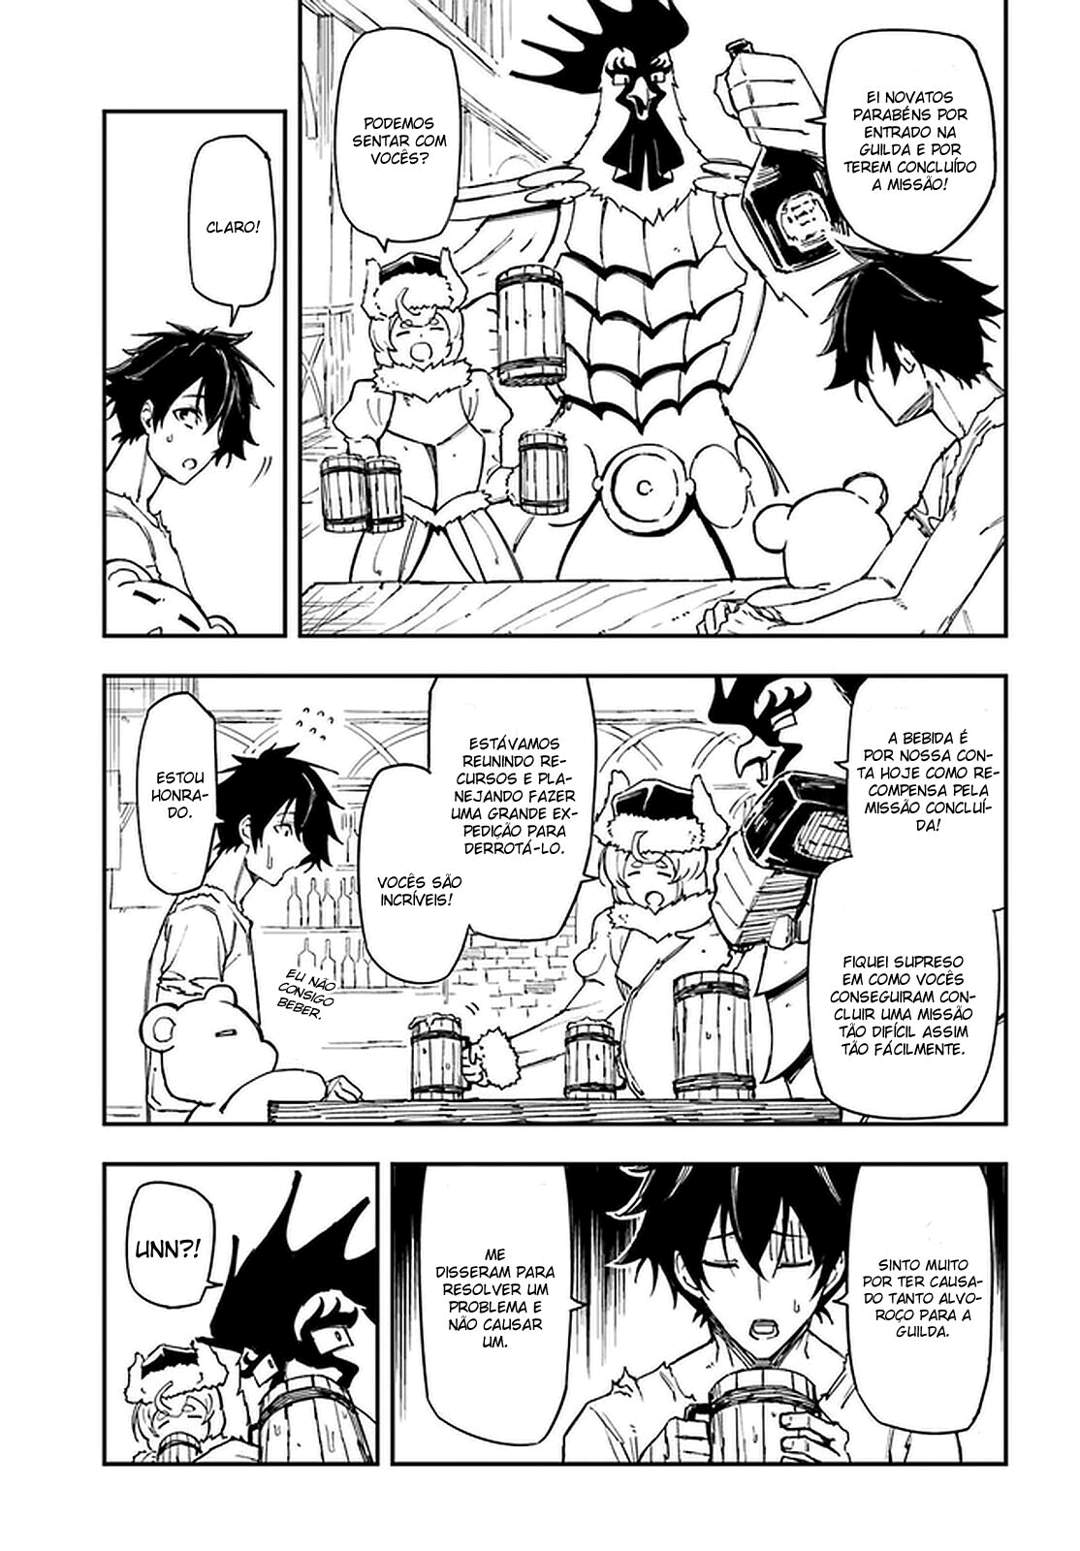 EI NOVATOS
PARABÉNS POR
ENTRADO NA
GUILDA E POR
TEREM CONCLUÍDO
A MISSÃO!
PODEMOS
SENTAR COM
VOCÊS?
CLARO!
A BEBIDA É
POR NOSSA CON-
TA HOJE COMO RE-
COMPENSA PELA
MISSÃO CONCLUÍ-
DA!
FIQUEI SUPRESO
EM COMO VOCÊS
CONSEGUIRAM CON-
CLUIR UMA MISSÃO
TÃO DIFÍCIL ASSIM
TÃO FÁCILMENTE.
ESTÁVAMOS
REUNINDO RE-
CURSOS E PLA-
NEJANDO FAZER
UMA GRANDE EX-
PEDIÇÃO PARA
DERROTÁ-LO.
VOCÊS SÃO
INCRÍVEIS!
ESTOU
HONRA-
DO.
EU NÃO
CONSIGO
BEBER.
SINTO MUITO
POR TER CAUSA-
DO TANTO ALVO-
ROÇO PARA A
GUILDA.
ME
DISSERAM PARA
RESOLVER UM
PROBLEMA E
NÃO CAUSAR
UM.
UNN?!